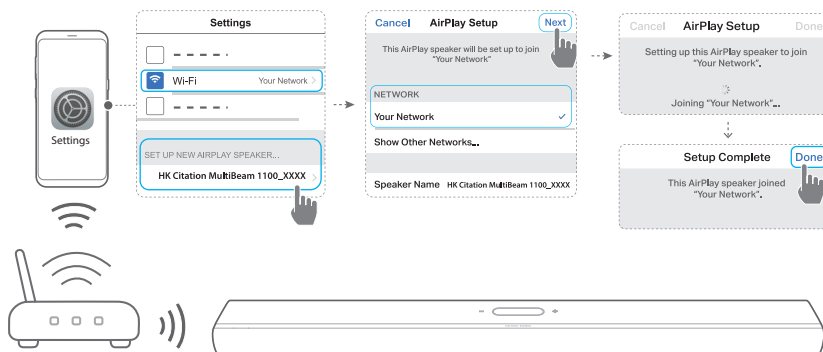 Settings
Settings
Wi-Fi Your Network
SET UP NEW AIRPLAY SPEAKER...
HK Citation MultiBeam 1100_XXXX
Cancel AirPlay Setup Next
This AirPlay speaker will be set up to join
"Your Network"
NETWORK
Your Network
Show Other Networks...
Speaker Name HK Citation MultiBeam 1100_XXXX
Cancel AirPlay Setup Done
Setting up this AirPlay speaker to join
"Your Network".
Joining "Your Network"...
Setup Complete Done
This AirPlay speaker joined
"Your Network".